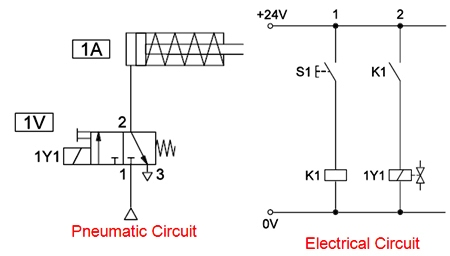 1A
1V
2
1Y1
1
3
Pneumatic Circuit
+24V
1
2
S1
K1
K1
1Y1
0V
Electrical Circuit